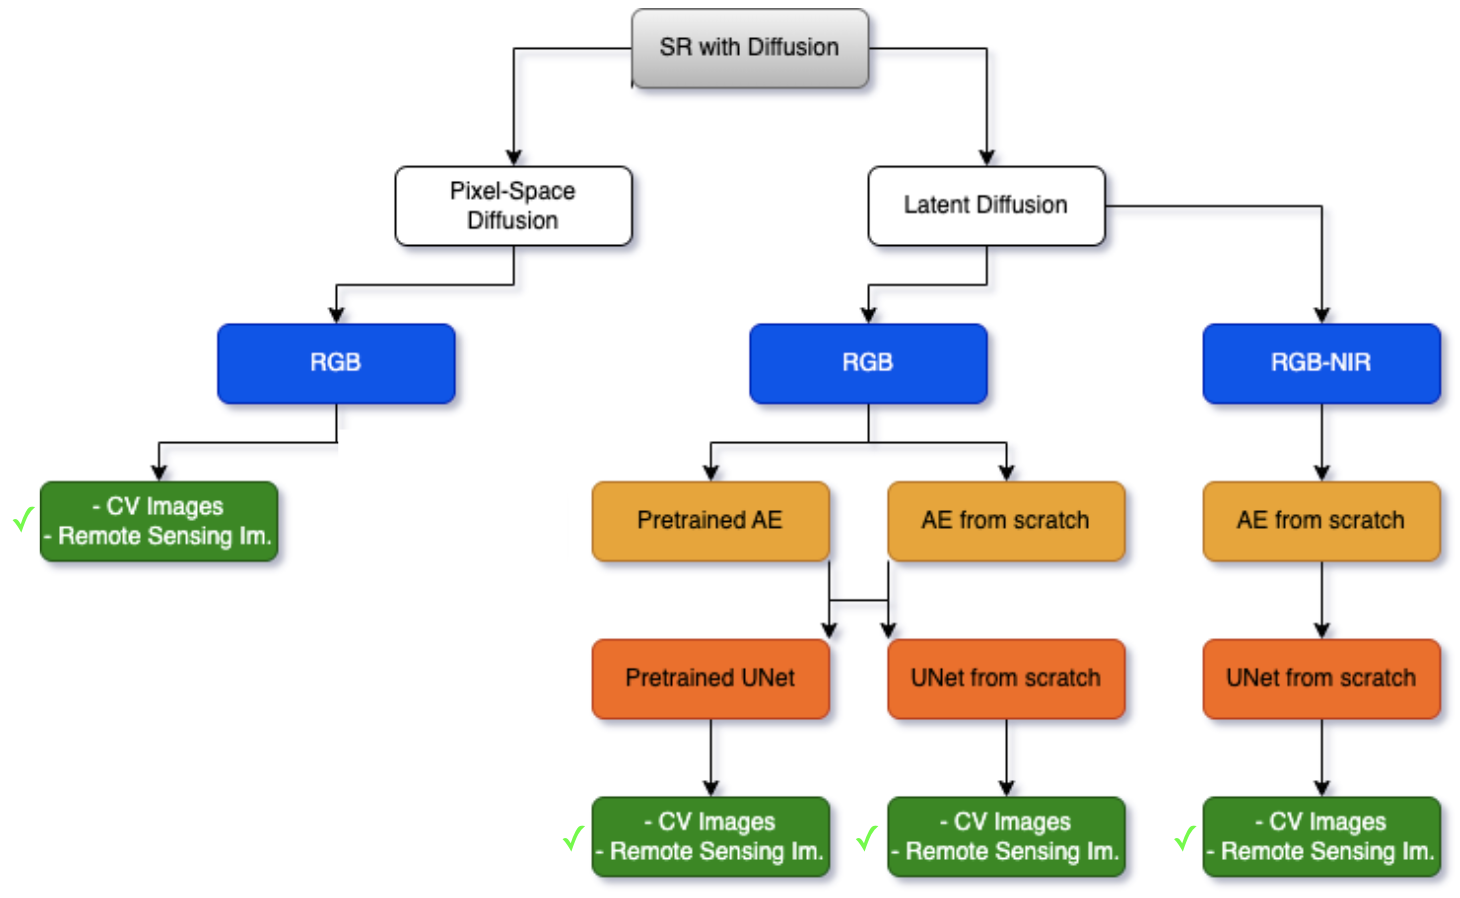 SR with Diffusion
Pixel-Space
Diffusion
Latent Diffusion
RGB
RGB
RGB-NIR
- CV Images
- Remote Sensing Im.
Pretrained AE
AE from scratch
AE from scratch
Pretrained UNet
UNet from scratch
UNet from scratch
- CV Images
- Remote Sensing Im.
- CV Images
- Remote Sensing Im.
- CV Images
- Remote Sensing Im.